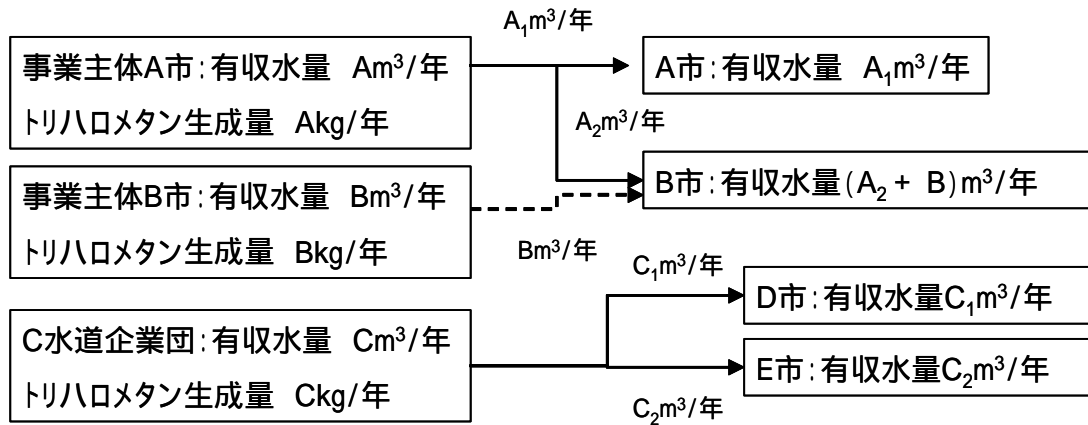 A₁m³/年
事業主体A市：有収水量　Am³/年
トリハロメタン生成量　Akg/年
A市：有収水量　A₁m³/年
A₂m³/年
事業主体B市：有収水量　Bm³/年
トリハロメタン生成量　Bkg/年
B市：有収水量(A₂ + B)m³/年
Bm³/年
C₁m³/年
D市：有収水量C₁m³/年
C水道企業団：有収水量　Cm³/年
トリハロメタン生成量　Ckg/年
E市：有収水量C₂m³/年
C₂m³/年